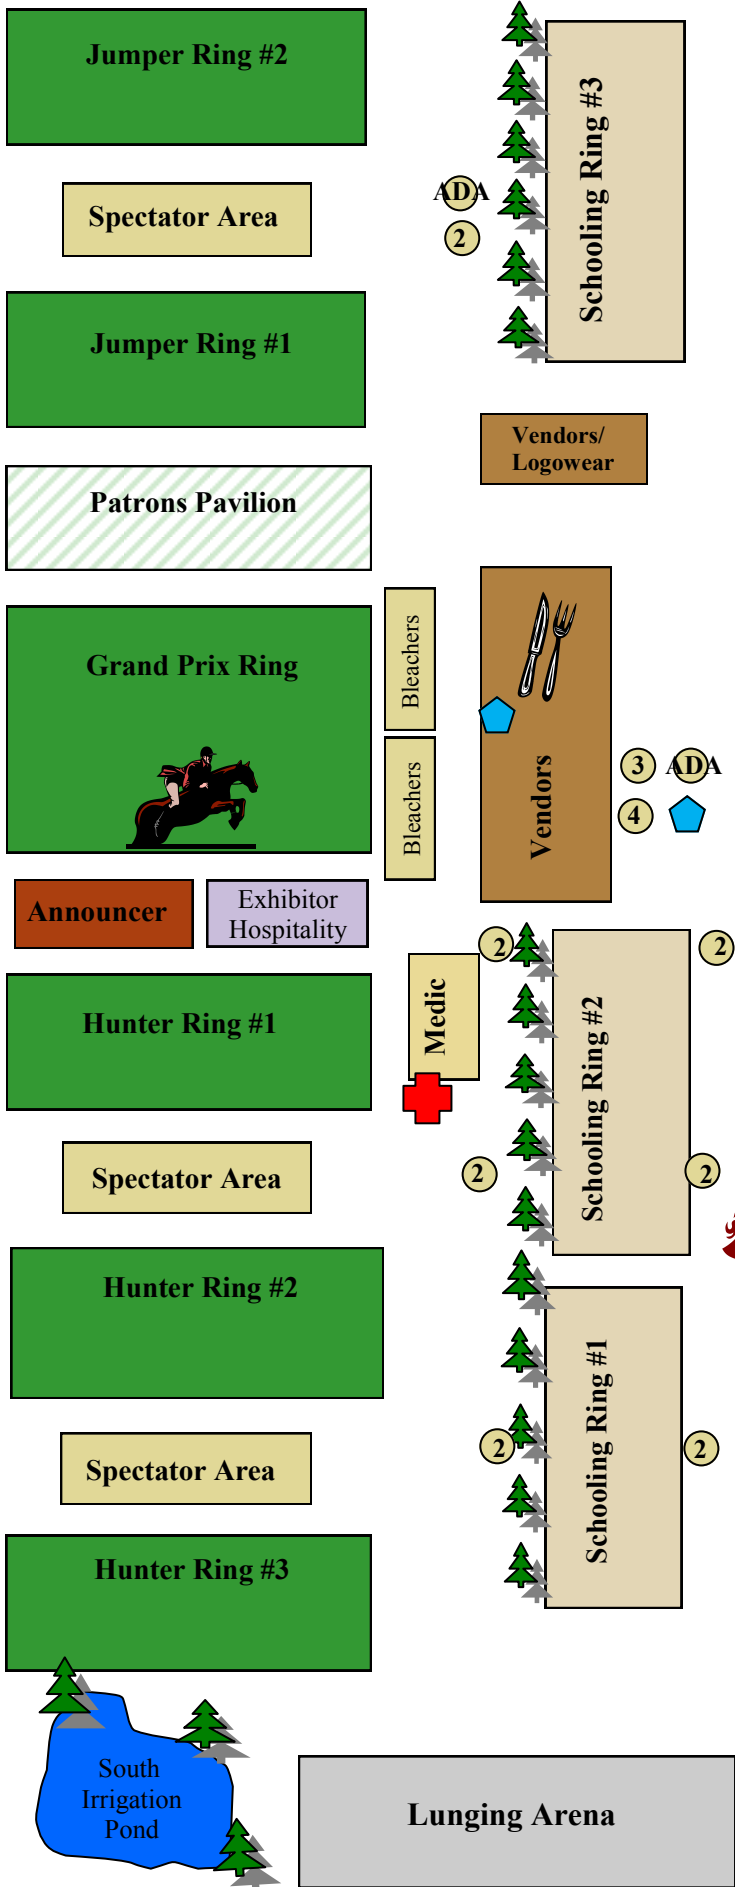 Jumper Ring #2
Schooling Ring #3
ADA
2
Spectator Area
Jumper Ring #1
Vendors/
Logowear
Patrons Pavilion
Grand Prix Ring
Bleachers
Bleachers
Vendors
3
ADA
4
Announcer
Exhibitor
Hospitality
2
2
Hunter Ring #1
Medic
Schooling Ring #2
2
2
Spectator Area
Hunter Ring #2
Schooling Ring #1
2
2
Spectator Area
Hunter Ring #3
South
Irrigation
Pond
Lunging Arena